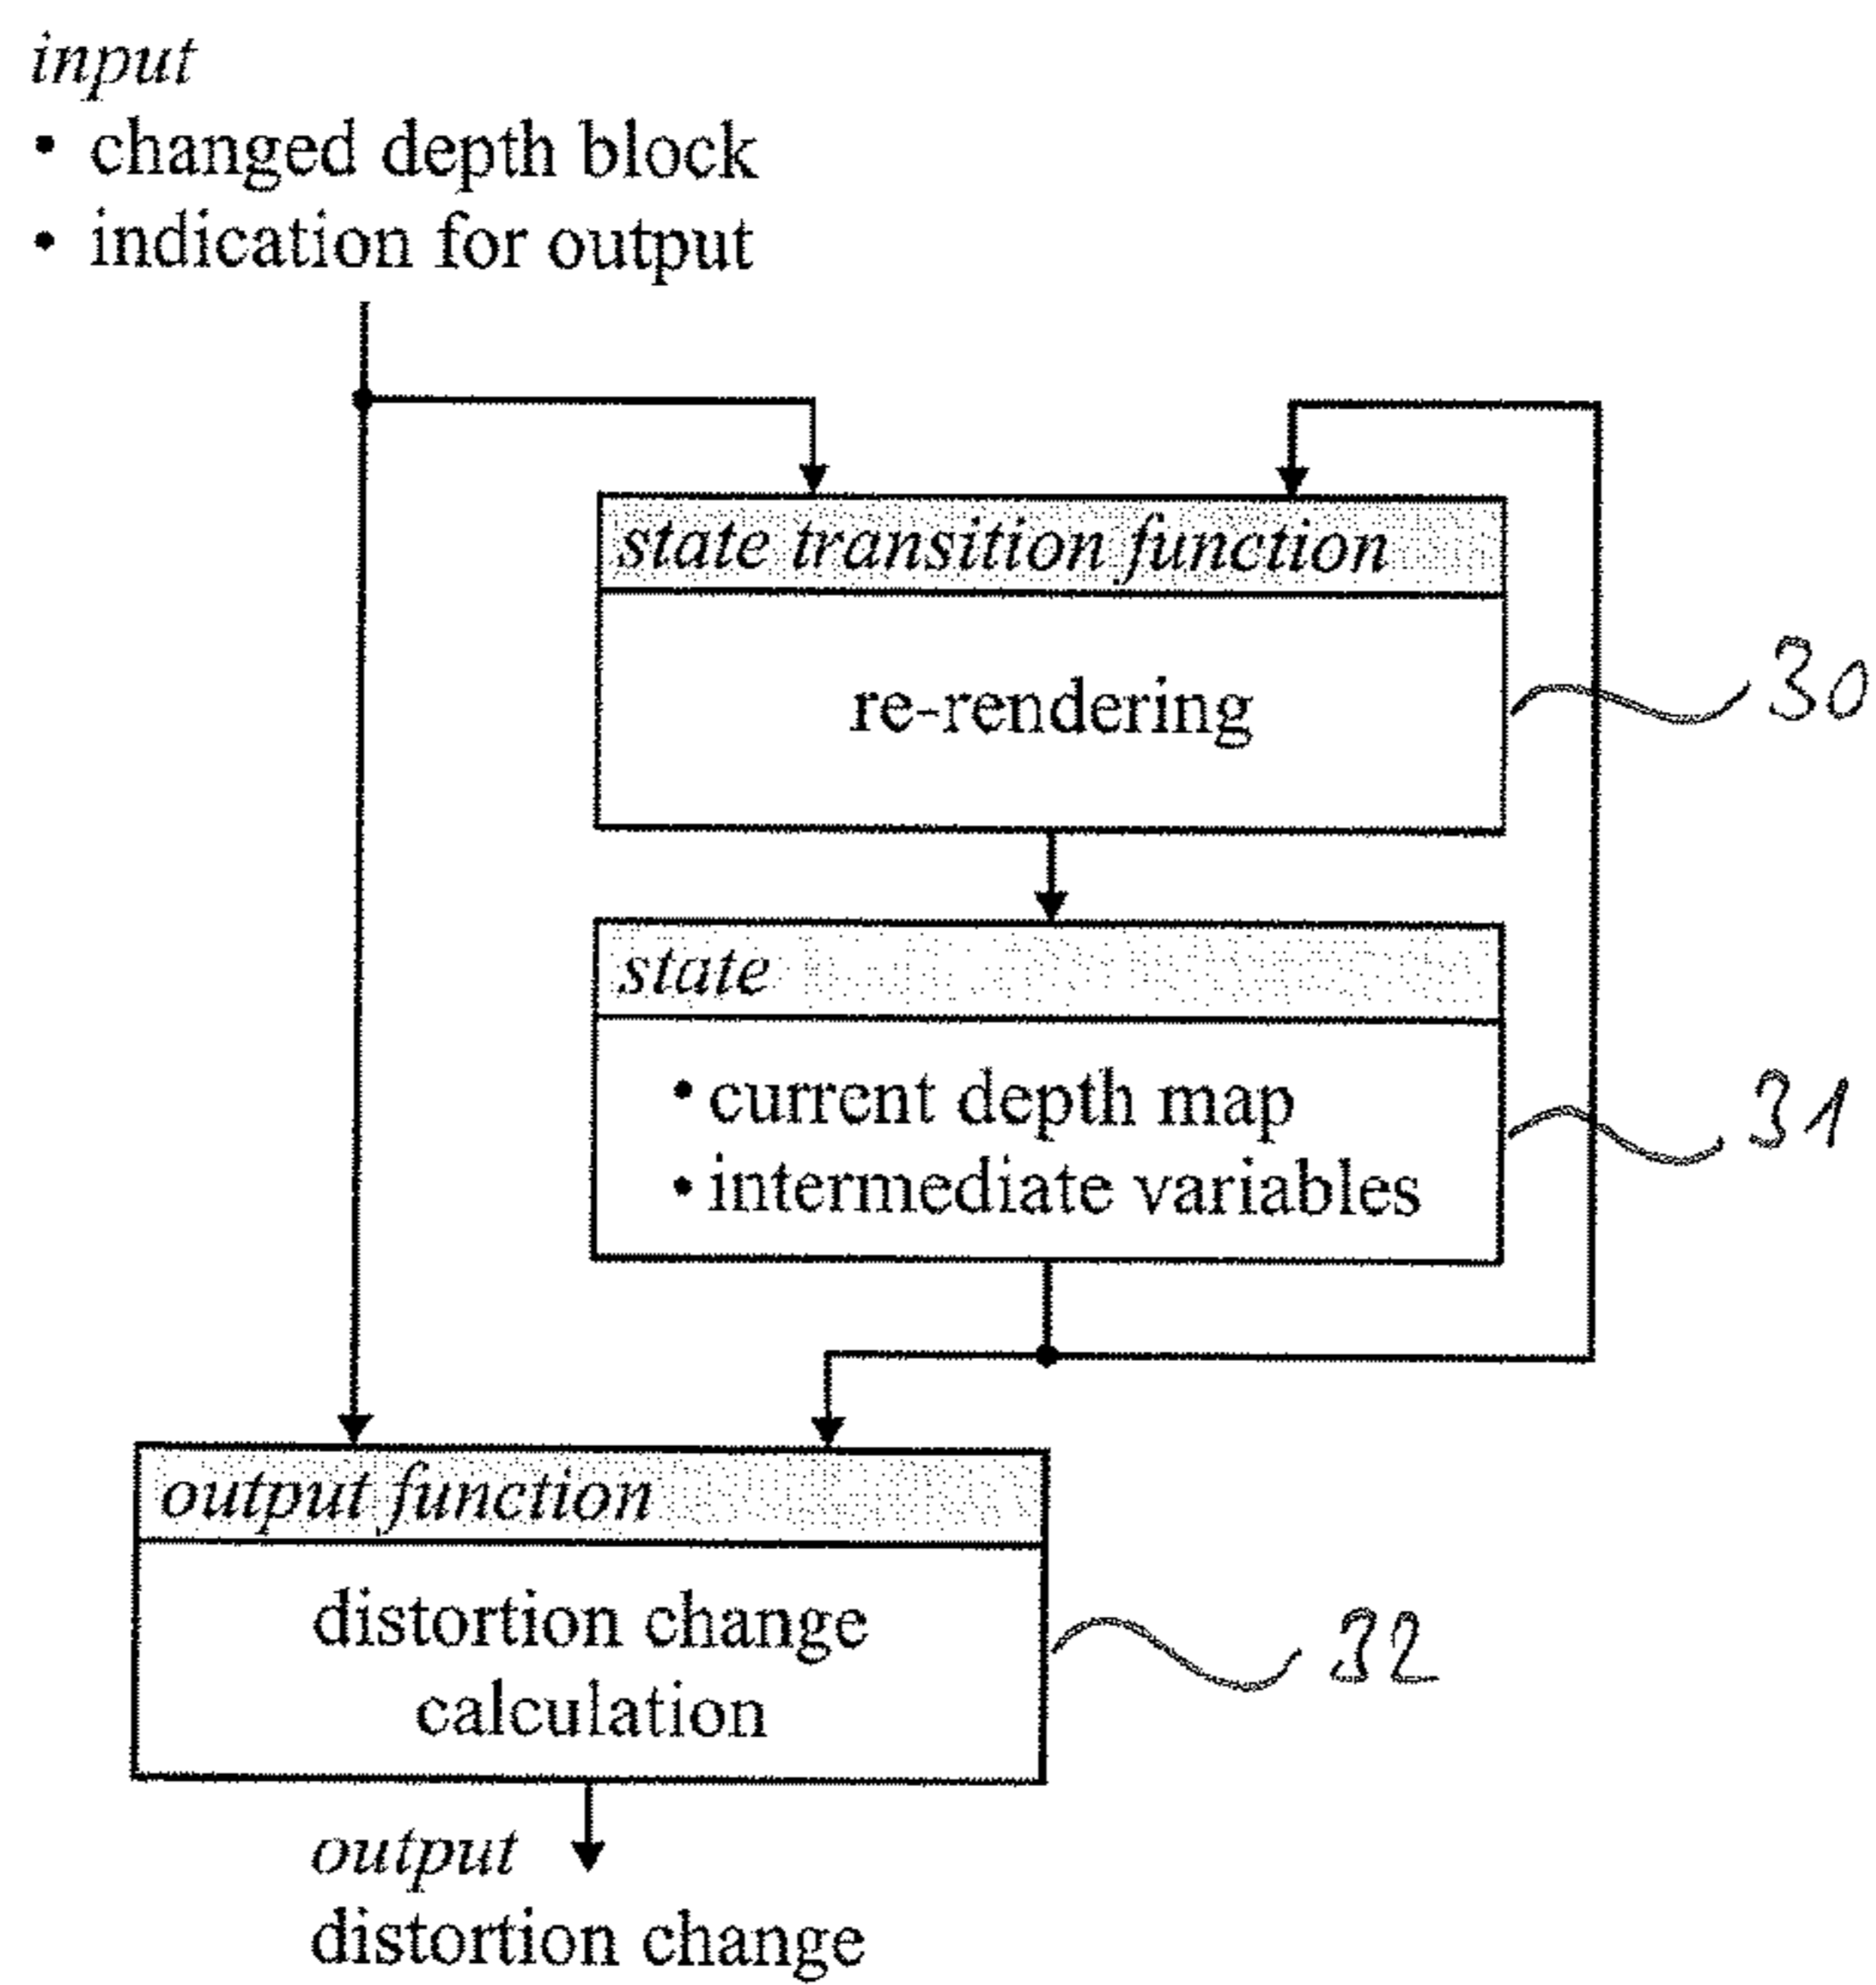 input
• changed depth block
• indication for output
state transition function
re-rendering
30
state
• current depth map
• intermediate variables
31
output function
distortion change
calculation
32
output
distortion change